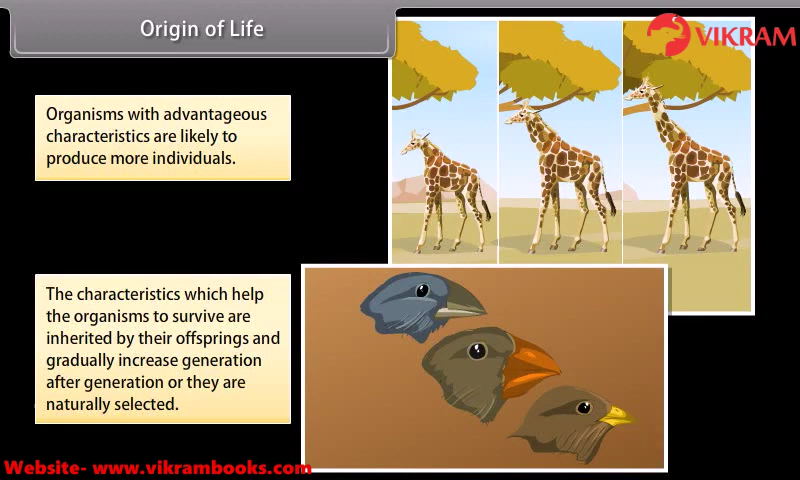 Origin of Life
VIKRAM
Organisms with advantageous
characteristics are likely to
produce more individuals.
The characteristics which help
the organisms to survive are
inherited by their offsprings and
gradually increase generation
after generation or they are
naturally selected.
Website- www.vikrambooks.com